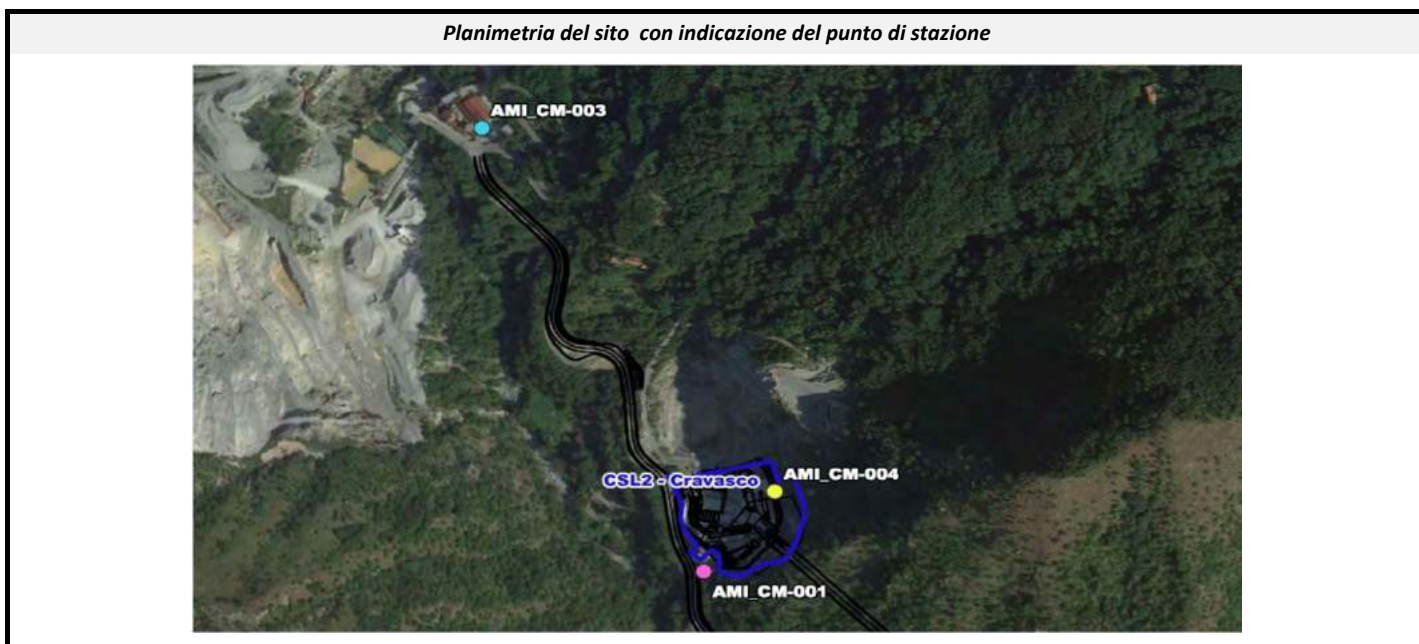 Planimetria del sito con indicazione del punto di stazione
AMI_CM-003
CSL2 - Cravasco
AMI_CM-004
AMI_CM-001